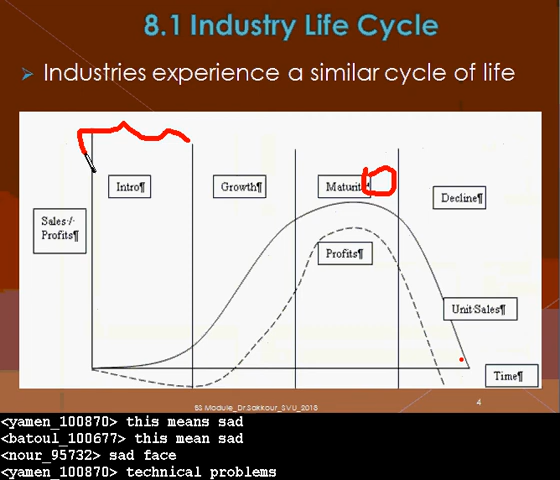 8.1 Industry Life Cycle
Industries experience a similar cycle of life
Intro¶
Growth¶
Maturit
Decline¶
Sales·/·
Profits¶
Profits¶
Unit·Sales¶
Time¶
BS Module_Dr.Sakkour_SVU_2018
4
<yamen_100870> this means sad
<batoul_100677> this mean sad
<nour_95732> sad face
<yamen_100870> technical problems